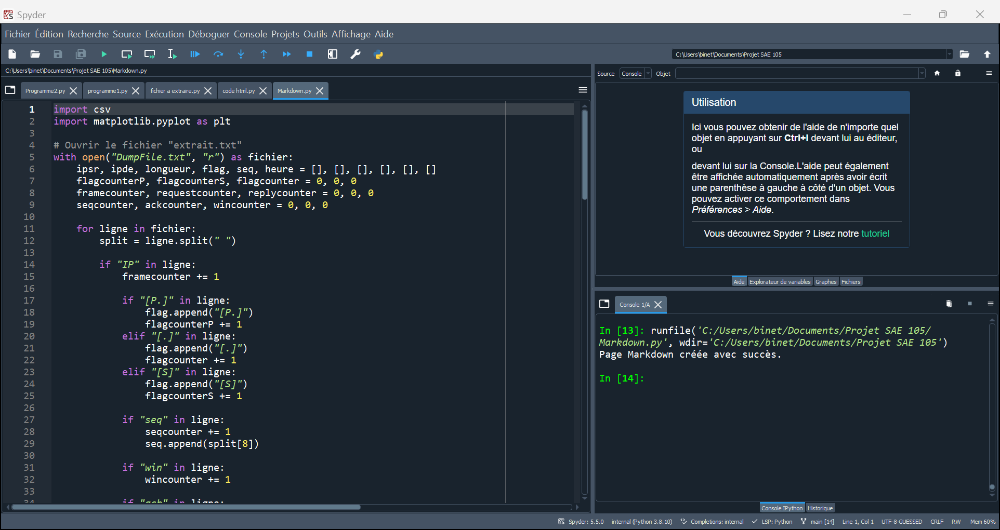 Spyder
Fichier Édition Recherche Source Exécution Déboguer Console Projets Outils Affichage Aide
C:\Users\binet\Documents\Projet SAE 105
C:\Users\binet\Documents\Projet SAE 105\Markdown.py
Source Console Objet
Programme2.py programme1.py fichier a extraire.py code html.py Markdown.py
1 import csv
2 import matplotlib.pyplot as plt
3
4 # Ouvrir le fichier "extrait.txt"
5 with open("DumpFile.txt", "r") as fichier:
6 ipsr, ipde, longueur, flag, seq, heure = [], [], [], [], [], []
7 flagcounterP, flagcounterS, flagcounter = 0, 0, 0
8 framecounter, requestcounter, replycounter = 0, 0, 0
9 seqcounter, ackcounter, wincounter = 0, 0, 0
10
11 for ligne in fichier:
12 split = ligne.split(" ")
13
14 if "IP" in ligne:
15 framecounter += 1
16
17 if "[P.]" in ligne:
18 flag.append("[P.]")
19 flagcounterP += 1
20 elif "[.]" in ligne:
21 flag.append("[.]")
22 flagcounter += 1
23 elif "[S]" in ligne:
24 flag.append("[S]")
25 flagcounterS += 1
26
27 if "seq" in ligne:
28 seqcounter += 1
29 seq.append(split[8])
30
31 if "win" in ligne:
32 wincounter += 1
33
34 if "ack" in ligne:
Utilisation
Ici vous pouvez obtenir de l'aide de n'importe quel
objet en appuyant sur Ctrl+I devant lui au éditeur,
ou
devant lui sur la Console.L'aide peut également
être affichée automatiquement après avoir écrit
une parenthèse à gauche à côté d'un objet. Vous
pouvez activer ce comportement dans
Préférences > Aide.
Vous découvrez Spyder ? Lisez notre tutoriel
Aide Explorateur de variables Graphes Fichiers
Console 1/A
In [13]: runfile('C:/Users/binet/Documents/Projet SAE 105/
Markdown.py', wdir='C:/Users/binet/Documents/Projet SAE 105')
Page Markdown créée avec succès.
In [14]:
Console IPython Historique
Spyder: 5.5.0 internal (Python 3.8.10) Completions: internal LSP: Python main [14] Line 1, Col 1 UTF-8-GUESSED CRLF RW Mem 60%